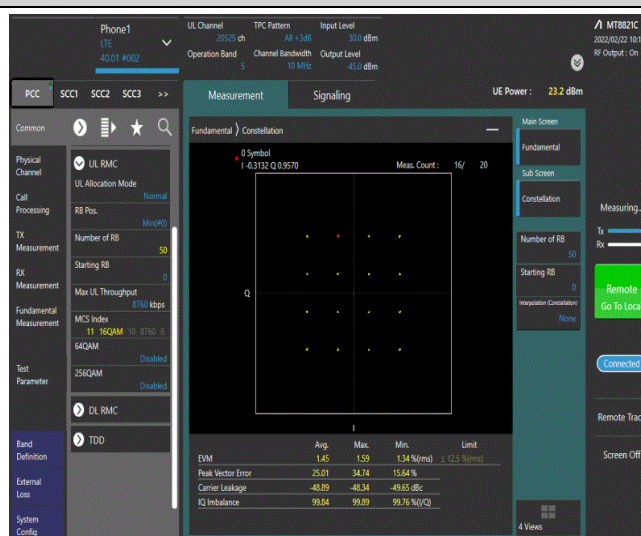 Phone1
LTE
40.01 #002
UL Channel
20525 ch
TPC Pattern
All +3dB
Input Level
30.0 dBm
Operation Band
5
Channel Bandwidth
10 MHz
Output Level
-45.0 dBm
MT8821C
2022/02/22 10:1
RF Output : On
PCC SCC1 SCC2 SCC3 >>
Measurement Signaling
UE Power : 23.2 dBm
Common
Physical
Channel
Call
Processing
TX
Measurement
RX
Measurement
Fundamental
Measurement
Test
Parameter
Band
Definition
External
Loss
System
Config
UL RMC
UL Allocation Mode
Normal
RB Pos.
Min(#0)
Number of RB
50
Starting RB
0
Max UL Throughput
8760 kbps
MCS Index
11 16QAM 10 8760 8
64QAM
Disabled
256QAM
Disabled
DL RMC
TDD
Fundamental ⟩ Constellation
0 Symbol
I -0.3132 Q 0.9570
Meas. Count : 16/ 20
Q
I
Avg. Max. Min. Limit
EVM 1.45 1.59 1.34 %(rms) ≤ 12.5 %(rms)
Peak Vector Error 25.01 34.74 15.64 %
Carrier Leakage -48.89 -48.34 -49.65 dBc
IQ Imbalance 99.84 99.89 99.76 %(I/Q)
Main Screen
Fundamental
Sub Screen
Constellation
Number of RB
50
Starting RB
0
Interpolation (Constellation)
None
4 Views
Measuring..
Tx
Rx
Remote
Go To Loca
Connected
Remote Trac
Screen Off